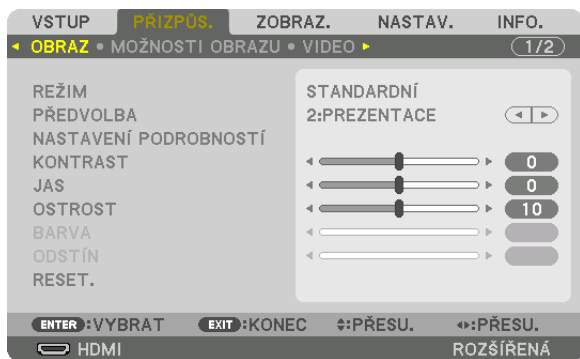 VSTUP PŘIZPŮS. ZOBRAZ. NASTAV. INFO.
OBRAZ • MOŽNOSTI OBRAZU • VIDEO 1/2
REŽIM STANDARDNÍ
PŘEDVOLBA 2:PREZENTACE
NASTAVENÍ PODROBNOSTÍ
KONTRAST 0
JAS 0
OSTROST 10
BARVA
ODSTÍN
RESET.
ENTER :VYBRAT EXIT :KONEC :PŘESU. :PŘESU.
HDMI ROZŠÍŘENÁ